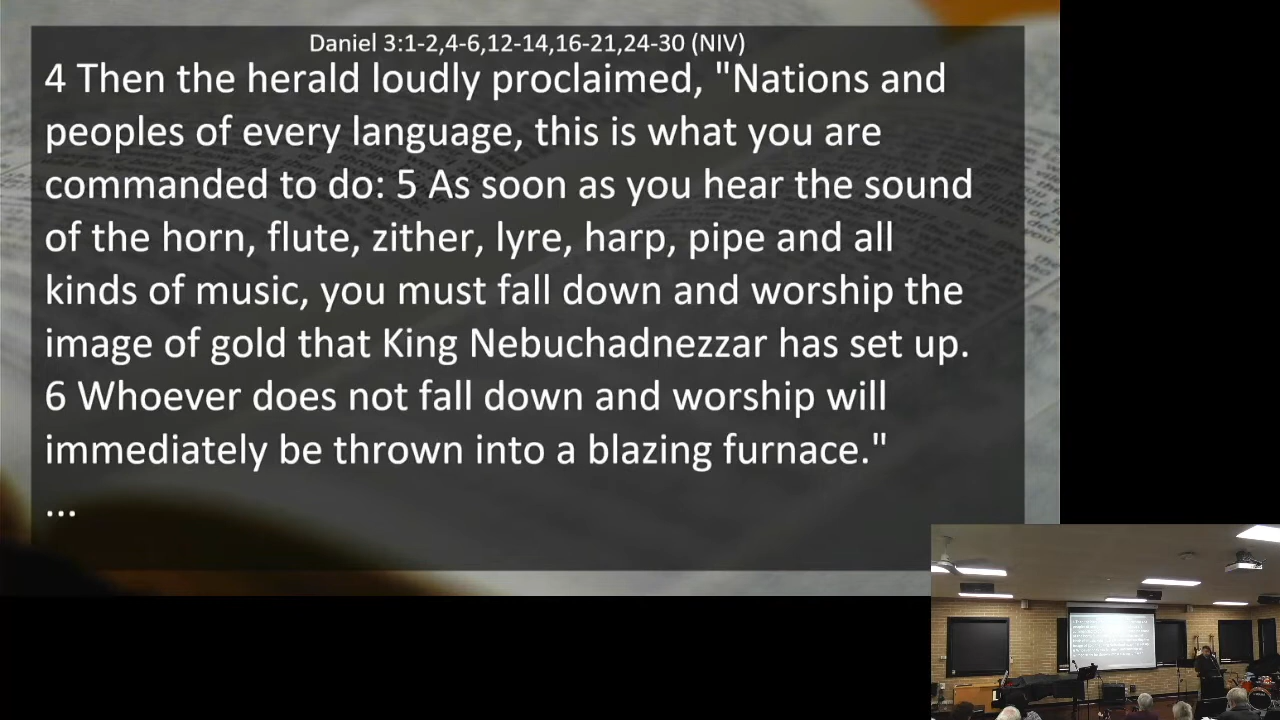 Daniel 3:1-2,4-6,12-14,16-21,24-30 (NIV)
4 Then the herald loudly proclaimed, "Nations and
peoples of every language, this is what you are
commanded to do: 5 As soon as you hear the sound
of the horn, flute, zither, lyre, harp, pipe and all
kinds of music, you must fall down and worship the
image of gold that King Nebuchadnezzar has set up.
6 Whoever does not fall down and worship will
immediately be thrown into a blazing furnace."
...